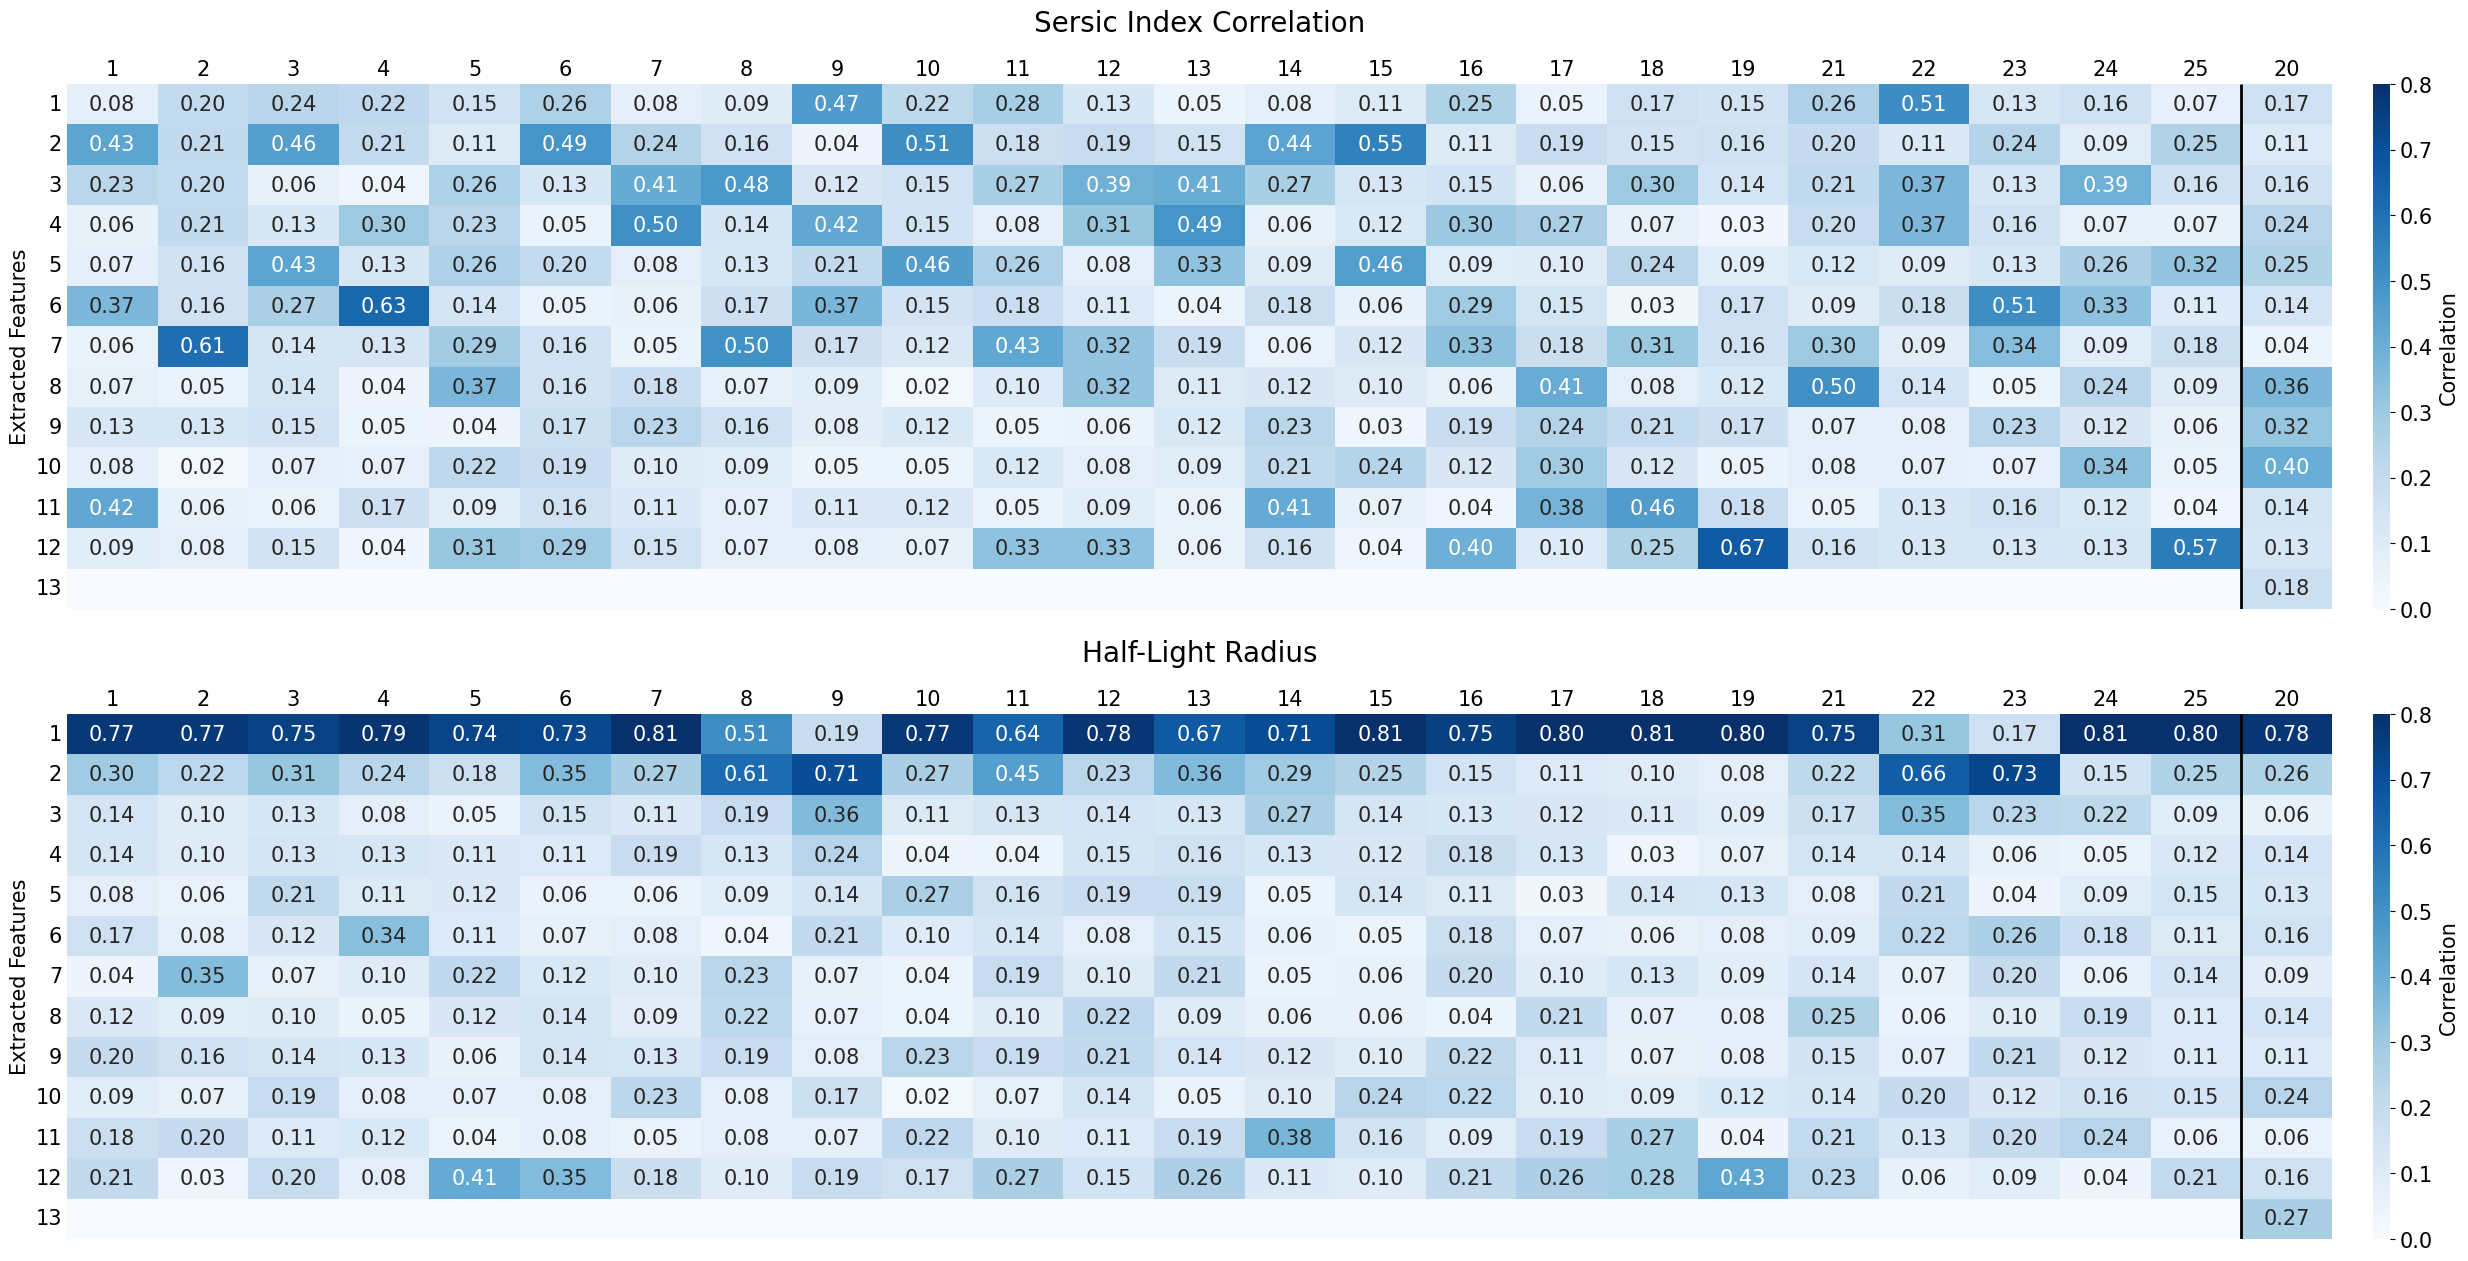 Sersic Index Correlation
1 2 3 4 5 6 7 8 9 10 11 12 13 14 15 16 17 18 19 21 22 23 24 25 20
1 0.08 0.20 0.24 0.22 0.15 0.26 0.08 0.09 0.47 0.22 0.28 0.13 0.05 0.08 0.11 0.25 0.05 0.17 0.15 0.26 0.51 0.13 0.16 0.07 0.17
2 0.43 0.21 0.46 0.21 0.11 0.49 0.24 0.16 0.04 0.51 0.18 0.19 0.15 0.44 0.55 0.11 0.19 0.15 0.16 0.20 0.11 0.24 0.09 0.25 0.11
3 0.23 0.20 0.06 0.04 0.26 0.13 0.41 0.48 0.12 0.15 0.27 0.39 0.41 0.27 0.13 0.15 0.06 0.30 0.14 0.21 0.37 0.13 0.39 0.16 0.16
4 0.06 0.21 0.13 0.30 0.23 0.05 0.50 0.14 0.42 0.15 0.08 0.31 0.49 0.06 0.12 0.30 0.27 0.07 0.03 0.20 0.37 0.16 0.07 0.07 0.24
5 0.07 0.16 0.43 0.13 0.26 0.20 0.08 0.13 0.21 0.46 0.26 0.08 0.33 0.09 0.46 0.09 0.10 0.24 0.09 0.12 0.09 0.13 0.26 0.32 0.25
6 0.37 0.16 0.27 0.63 0.14 0.05 0.06 0.17 0.37 0.15 0.18 0.11 0.04 0.18 0.06 0.29 0.15 0.03 0.17 0.09 0.18 0.51 0.33 0.11 0.14
7 0.06 0.61 0.14 0.13 0.29 0.16 0.05 0.50 0.17 0.12 0.43 0.32 0.19 0.06 0.12 0.33 0.18 0.31 0.16 0.30 0.09 0.34 0.09 0.18 0.04
8 0.07 0.05 0.14 0.04 0.37 0.16 0.18 0.07 0.09 0.02 0.10 0.32 0.11 0.12 0.10 0.06 0.41 0.08 0.12 0.50 0.14 0.05 0.24 0.09 0.36
9 0.13 0.13 0.15 0.05 0.04 0.17 0.23 0.16 0.08 0.12 0.05 0.06 0.12 0.23 0.03 0.19 0.24 0.21 0.17 0.07 0.08 0.23 0.12 0.06 0.32
10 0.08 0.02 0.07 0.07 0.22 0.19 0.10 0.09 0.05 0.05 0.12 0.08 0.09 0.21 0.24 0.12 0.30 0.12 0.05 0.08 0.07 0.07 0.34 0.05 0.40
11 0.42 0.06 0.06 0.17 0.09 0.16 0.11 0.07 0.11 0.12 0.05 0.09 0.06 0.41 0.07 0.04 0.38 0.46 0.18 0.05 0.13 0.16 0.12 0.04 0.14
12 0.09 0.08 0.15 0.04 0.31 0.29 0.15 0.07 0.08 0.07 0.33 0.33 0.06 0.16 0.04 0.40 0.10 0.25 0.67 0.16 0.13 0.13 0.13 0.57 0.13
13 0.18
Extracted Features
0.8
0.7
0.6
0.5
0.4
0.3
0.2
0.1
0.0
Correlation
Half-Light Radius
1 2 3 4 5 6 7 8 9 10 11 12 13 14 15 16 17 18 19 21 22 23 24 25 20
1 0.77 0.77 0.75 0.79 0.74 0.73 0.81 0.51 0.19 0.77 0.64 0.78 0.67 0.71 0.81 0.75 0.80 0.81 0.80 0.75 0.31 0.17 0.81 0.80 0.78
2 0.30 0.22 0.31 0.24 0.18 0.35 0.27 0.61 0.71 0.27 0.45 0.23 0.36 0.29 0.25 0.15 0.11 0.10 0.08 0.22 0.66 0.73 0.15 0.25 0.26
3 0.14 0.10 0.13 0.08 0.05 0.15 0.11 0.19 0.36 0.11 0.13 0.14 0.13 0.27 0.14 0.13 0.12 0.11 0.09 0.17 0.35 0.23 0.22 0.09 0.06
4 0.14 0.10 0.13 0.13 0.11 0.11 0.19 0.13 0.24 0.04 0.04 0.15 0.16 0.13 0.12 0.18 0.13 0.03 0.07 0.14 0.14 0.06 0.05 0.12 0.14
5 0.08 0.06 0.21 0.11 0.12 0.06 0.06 0.09 0.14 0.27 0.16 0.19 0.19 0.05 0.14 0.11 0.03 0.14 0.13 0.08 0.21 0.04 0.09 0.15 0.13
6 0.17 0.08 0.12 0.34 0.11 0.07 0.08 0.04 0.21 0.10 0.14 0.08 0.15 0.06 0.05 0.18 0.07 0.06 0.08 0.09 0.22 0.26 0.18 0.11 0.16
7 0.04 0.35 0.07 0.10 0.22 0.12 0.10 0.23 0.07 0.04 0.19 0.10 0.21 0.05 0.06 0.20 0.10 0.13 0.09 0.14 0.07 0.20 0.06 0.14 0.09
8 0.12 0.09 0.10 0.05 0.12 0.14 0.09 0.22 0.07 0.04 0.10 0.22 0.09 0.06 0.06 0.04 0.21 0.07 0.08 0.25 0.06 0.10 0.19 0.11 0.14
9 0.20 0.16 0.14 0.13 0.06 0.14 0.13 0.19 0.08 0.23 0.19 0.21 0.14 0.12 0.10 0.22 0.11 0.07 0.08 0.15 0.07 0.21 0.12 0.11 0.11
10 0.09 0.07 0.19 0.08 0.07 0.08 0.23 0.08 0.17 0.02 0.07 0.14 0.05 0.10 0.24 0.22 0.10 0.09 0.12 0.14 0.20 0.12 0.16 0.15 0.24
11 0.18 0.20 0.11 0.12 0.04 0.08 0.05 0.08 0.07 0.22 0.10 0.11 0.19 0.38 0.16 0.09 0.19 0.27 0.04 0.21 0.13 0.20 0.24 0.06 0.06
12 0.21 0.03 0.20 0.08 0.41 0.35 0.18 0.10 0.19 0.17 0.27 0.15 0.26 0.11 0.10 0.21 0.26 0.28 0.43 0.23 0.06 0.09 0.04 0.21 0.16
13 0.27
Extracted Features
0.8
0.7
0.6
0.5
0.4
0.3
0.2
0.1
0.0
Correlation